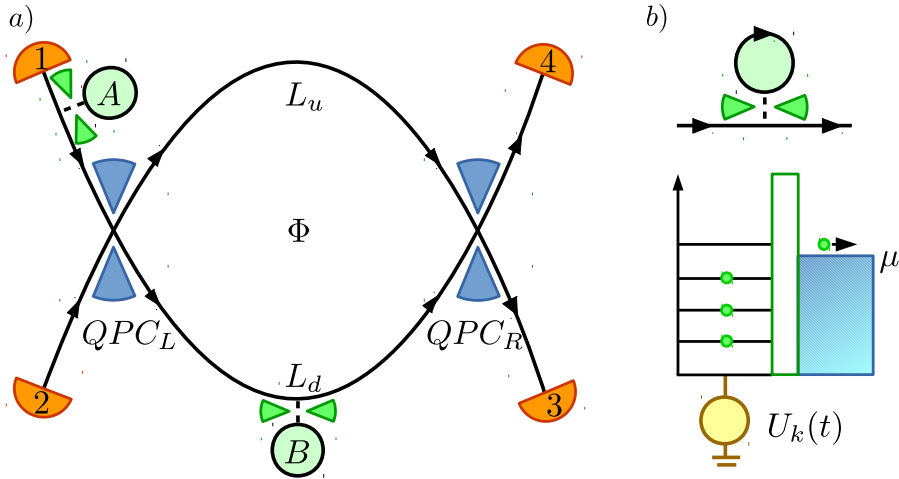 a)
1
A
L_u
4
Φ
QPC_L
QPC_R
2
L_d
3
B
b)
μ
U_k(t)